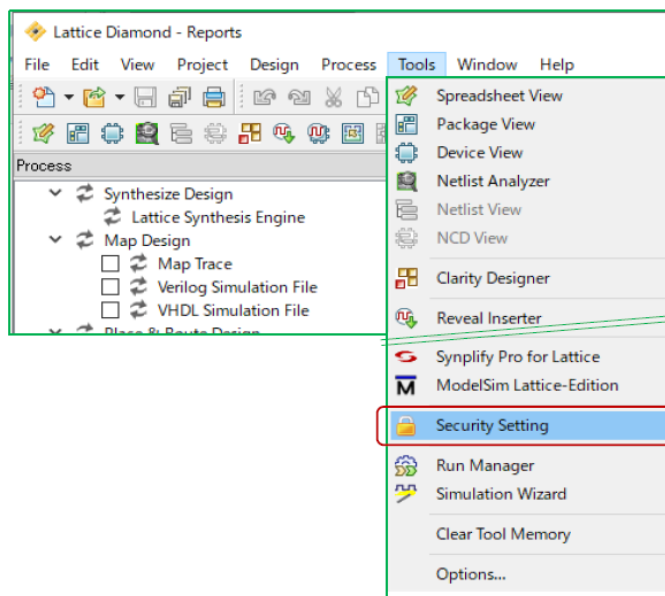 Lattice Diamond - Reports
File Edit View Project Design Process Tools Window Help
Process
Synthesize Design
Lattice Synthesis Engine
Map Design
Map Trace
Verilog Simulation File
VHDL Simulation File
Place & Route Design
Spreadsheet View
Package View
Device View
Netlist Analyzer
Netlist View
NCD View
Clarity Designer
Reveal Inserter
Synplify Pro for Lattice
ModelSim Lattice-Edition
Security Setting
Run Manager
Simulation Wizard
Clear Tool Memory
Options...